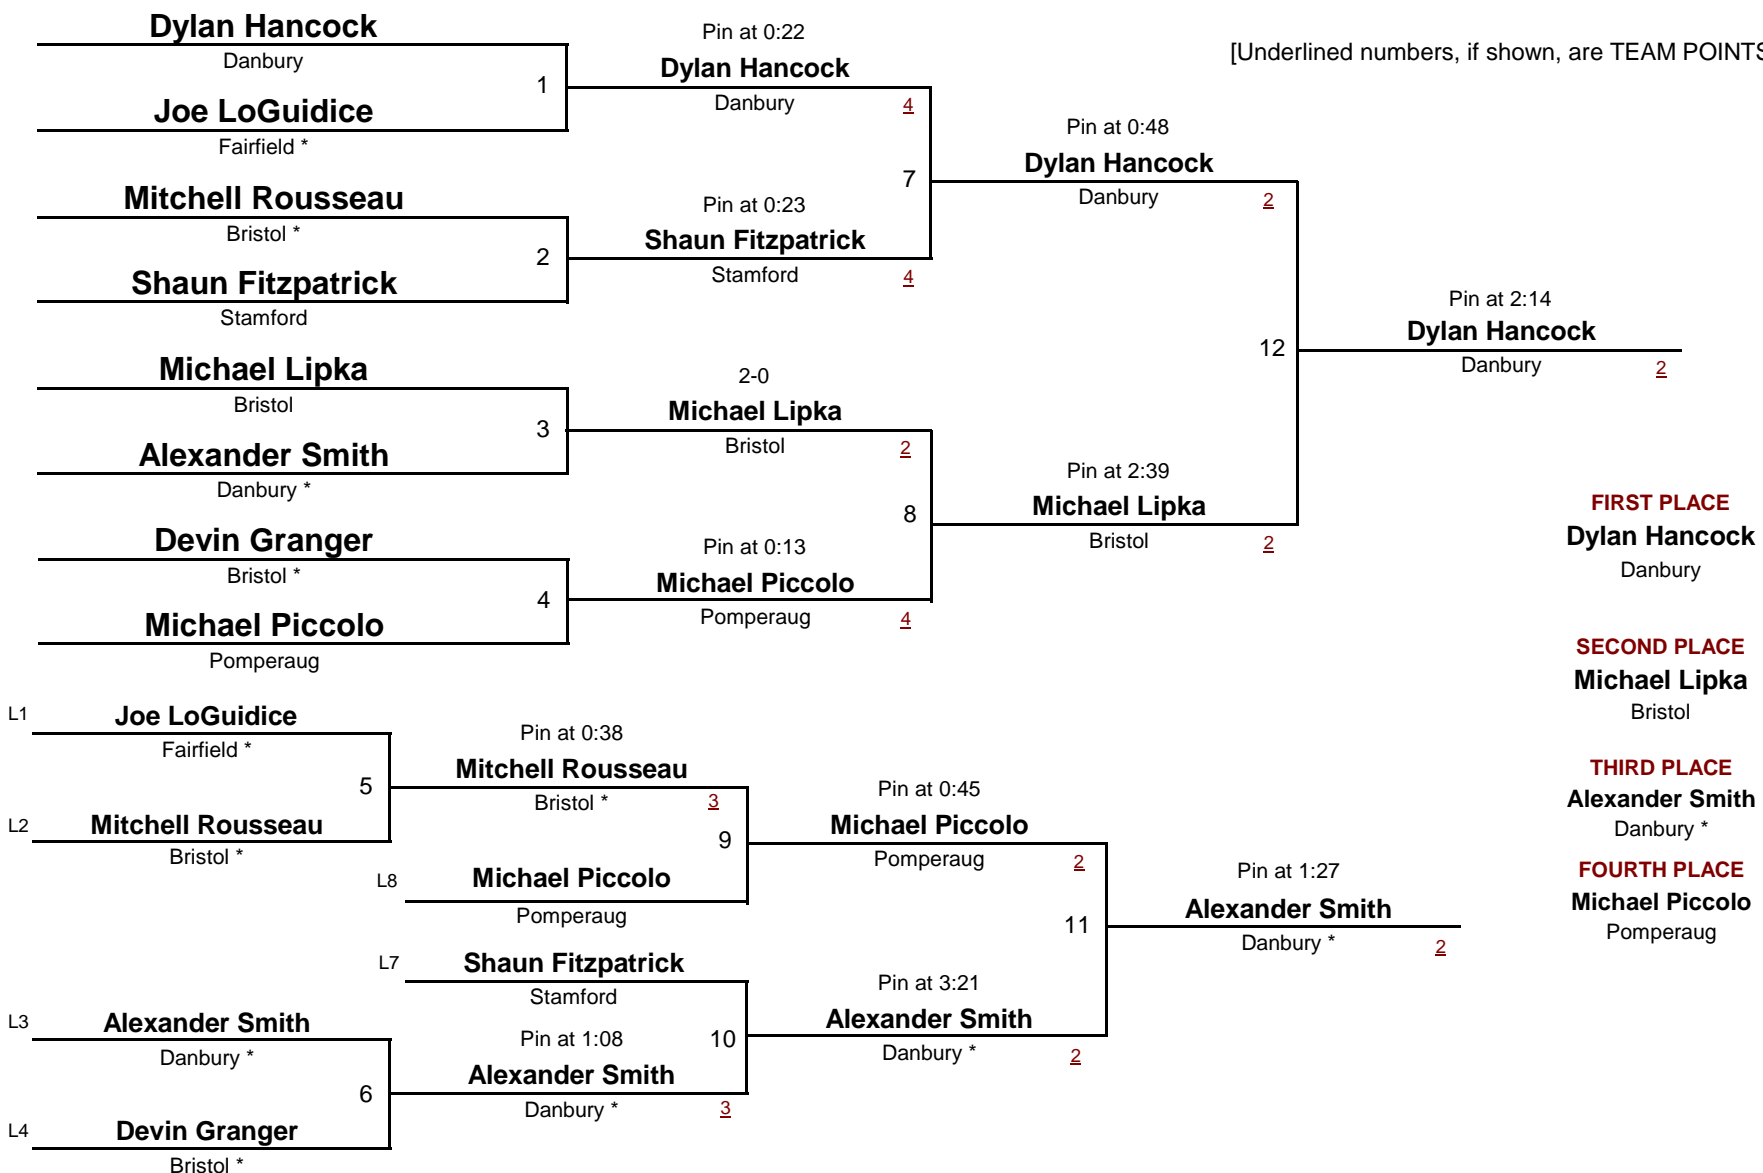 Dylan Hancock
Danbury
1
Joe LoGuidice
Fairfield *
Pin at 0:22
Dylan Hancock
Danbury
4
[Underlined numbers, if shown, are TEAM POINTS
Mitchell Rousseau
Bristol *
2
Shaun Fitzpatrick
Stamford
Pin at 0:23
Shaun Fitzpatrick
Stamford
4
7
Pin at 0:48
Dylan Hancock
Danbury
2
Michael Lipka
Bristol
3
Alexander Smith
Danbury *
2-0
Michael Lipka
Bristol
2
Devin Granger
Bristol *
4
Michael Piccolo
Pomperaug
Pin at 0:13
Michael Piccolo
Pomperaug
4
8
Pin at 2:39
Michael Lipka
Bristol
2
12
Pin at 2:14
Dylan Hancock
Danbury
2
FIRST PLACE
Dylan Hancock
Danbury
SECOND PLACE
Michael Lipka
Bristol
THIRD PLACE
Alexander Smith
Danbury *
FOURTH PLACE
Michael Piccolo
Pomperaug
L1
Joe LoGuidice
Fairfield *
5
L2
Mitchell Rousseau
Bristol *
Pin at 0:38
Mitchell Rousseau
Bristol *
3
9
L8
Michael Piccolo
Pomperaug
Pin at 0:45
Michael Piccolo
Pomperaug
2
L7
Shaun Fitzpatrick
Stamford
10
L3
Alexander Smith
Danbury *
6
L4
Devin Granger
Bristol *
Pin at 1:08
Alexander Smith
Danbury *
3
Pin at 3:21
Alexander Smith
Danbury *
2
11
Pin at 1:27
Alexander Smith
Danbury *
2